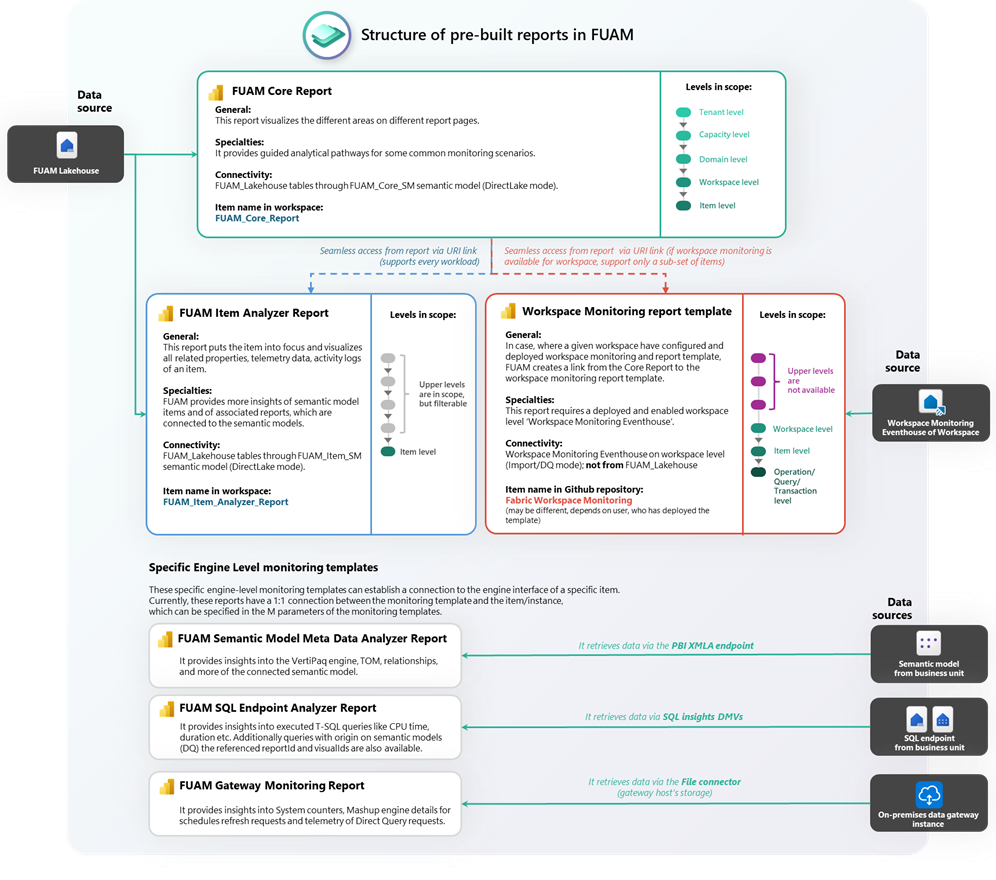 Structure of pre-built reports in FUAM
Data
source
FUAM Lakehouse
FUAM Core Report
General:
This report visualizes the different areas on different report pages.
Specialties:
It provides guided analytical pathways for some common monitoring scenarios.
Connectivity:
FUAM_Lakehouse tables through FUAM_Core_SM semantic model (DirectLake mode).
Item name in workspace:
FUAM_Core_Report
Levels in scope:
Tenant level
Capacity level
Domain level
Workspace level
Item level
Seamless access from report via URI link
(supports every workload)
Seamless access from report  via URI link (if workspace monitoring is
available for workspace, support only a sub-set of items)
FUAM Item Analyzer Report
General:
This report puts the item into focus and visualizes
all related properties, telemetry data, activity logs
of an item.
Specialties:
FUAM provides more insights of semantic model
items and of associated reports, which are
connected to the semantic models.
Connectivity:
FUAM_Lakehouse tables through FUAM_Item_SM
semantic model (DirectLake mode).
Item name in workspace:
FUAM_Item_Analyzer_Report
Levels in scope:
Upper levels
are in scope,
but filterable
Item level
Workspace Monitoring report template
General:
In case, where a given workspace have configured and
deployed workspace monitoring and report template,
FUAM creates a link from the Core Report to the
workspace monitoring report template.
Specialties:
This report requires a deployed and enabled workspace
level ‘Workspace Monitoring Eventhouse’.
Connectivity:
Workspace Monitoring Eventhouse on workspace level
(Import/DQ mode); not from FUAM_Lakehouse
Item name in Github repository:
Fabric Workspace Monitoring
(may be different, depends on user, who has deployed the
template)
Levels in scope:
Upper levels
are
not available
Workspace level
Item level
Operation/
Query/
Transaction
level
Data
source
Workspace Monitoring
Eventhouse of Workspace
Specific Engine Level monitoring templates
These specific engine-level monitoring templates can establish a connection to the engine interface of a specific item.
Currently, these reports have a 1:1 connection between the monitoring template and the item/instance,
which can be specified in the M parameters of the monitoring templates.
Data
sources
FUAM Semantic Model Meta Data Analyzer Report
It provides insights into the VertiPaq engine, TOM, relationships,
and more of the connected semantic model.
It retrieves data via the PBI XMLA endpoint
Semantic model
from business unit
FUAM SQL Endpoint Analyzer Report
It provides insights into executed T-SQL queries like CPU time,
duration etc. Additionally queries with origin on semantic models
(DQ) the referenced reportId and visualIds are also available.
It retrieves data via SQL insights DMVs
SQL endpoint
from business unit
FUAM Gateway Monitoring Report
It provides insights into System counters, Mashup engine details for
schedules refresh requests and telemetry of Direct Query requests.
It retrieves data via the File connector
(gateway host's storage)
On-premises data gateway
instance